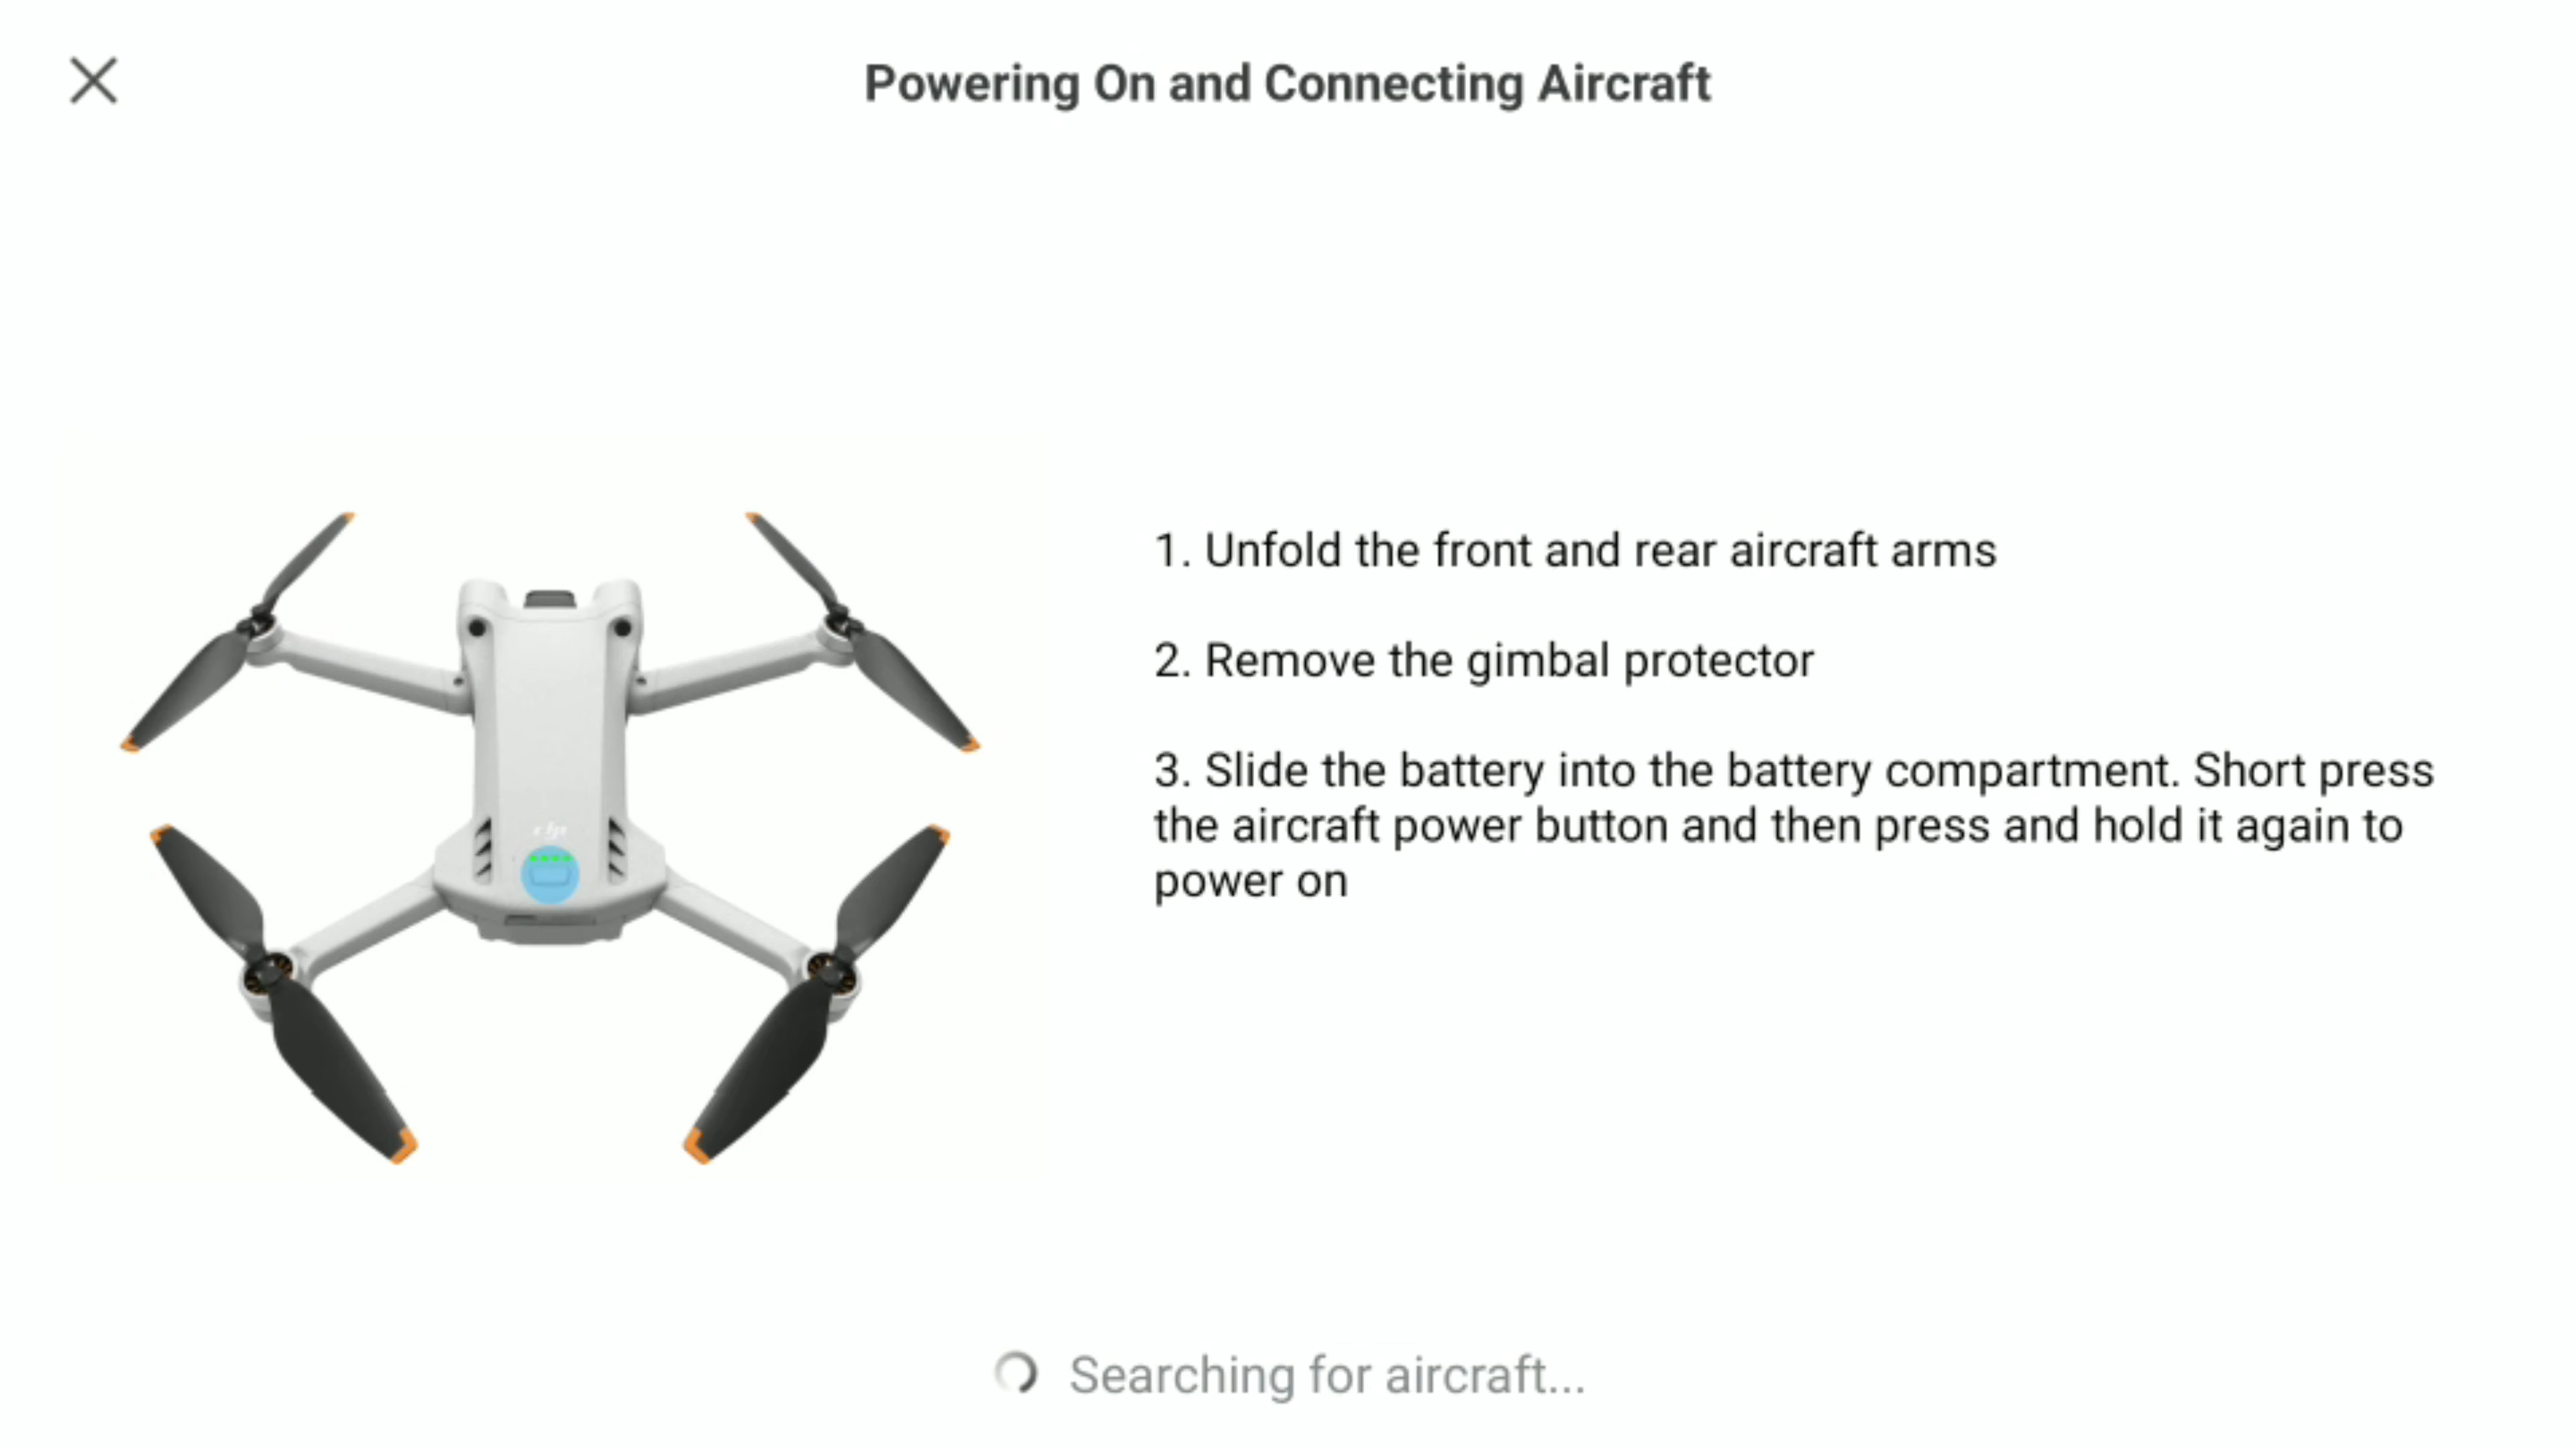 Powering On and Connecting Aircraft
1. Unfold the front and rear aircraft arms
2. Remove the gimbal protector
3. Slide the battery into the battery compartment. Short press
the aircraft power button and then press and hold it again to
power on
dji
Searching for aircraft...